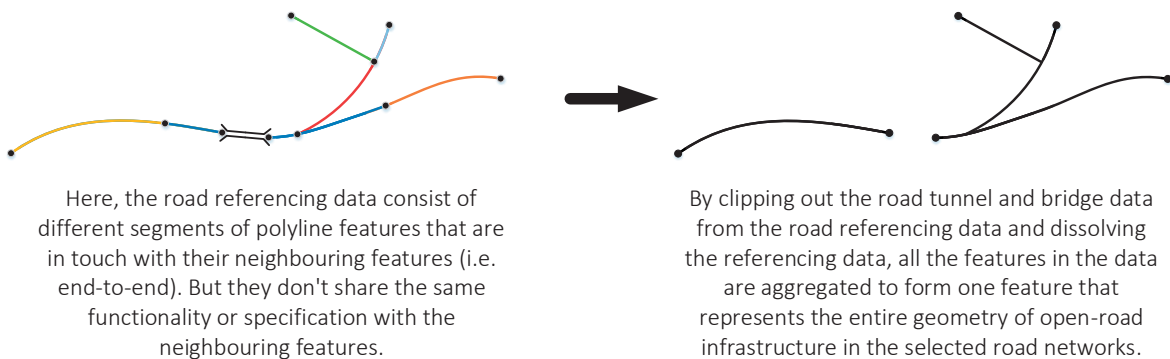 Here, the road referencing data consist of
different segments of polyline features that are
in touch with their neighbouring features (i.e.
end-to-end). But they don't share the same
functionality or specification with the
neighbouring features.
By clipping out the road tunnel and bridge data
from the road referencing data and dissolving
the referencing data, all the features in the data
are aggregated to form one feature that
represents the entire geometry of open-road
infrastructure in the selected road networks.